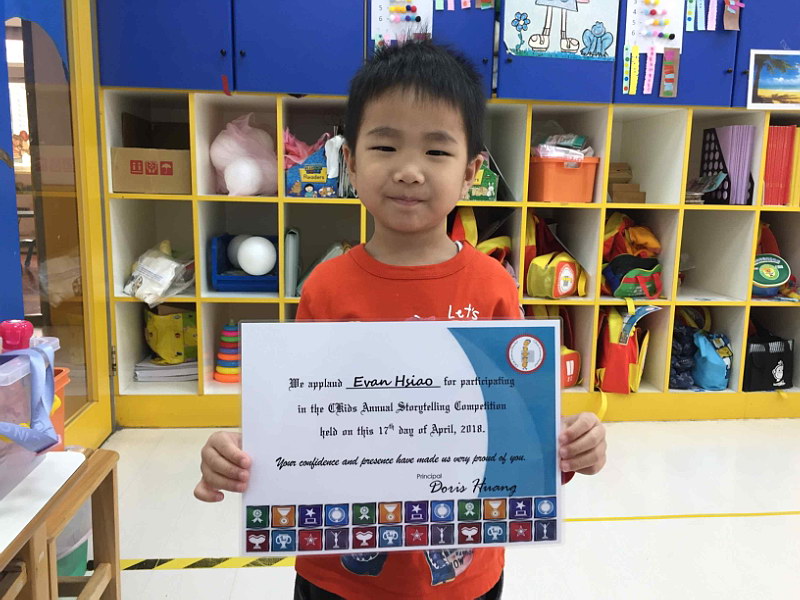 Let's
We applaud Evan Hsiao for participating
in the CKids Annual Storytelling Competition
held on this 17th day of April, 2018.
Your confidence and presence have made us very proud of you.
Principal
Doris Huang